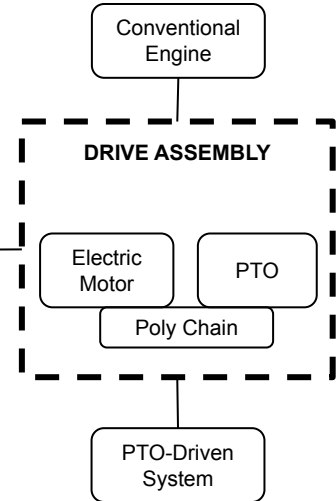 Conventional
Engine
DRIVE ASSEMBLY
Electric
Motor
PTO
Poly Chain
PTO-Driven
System